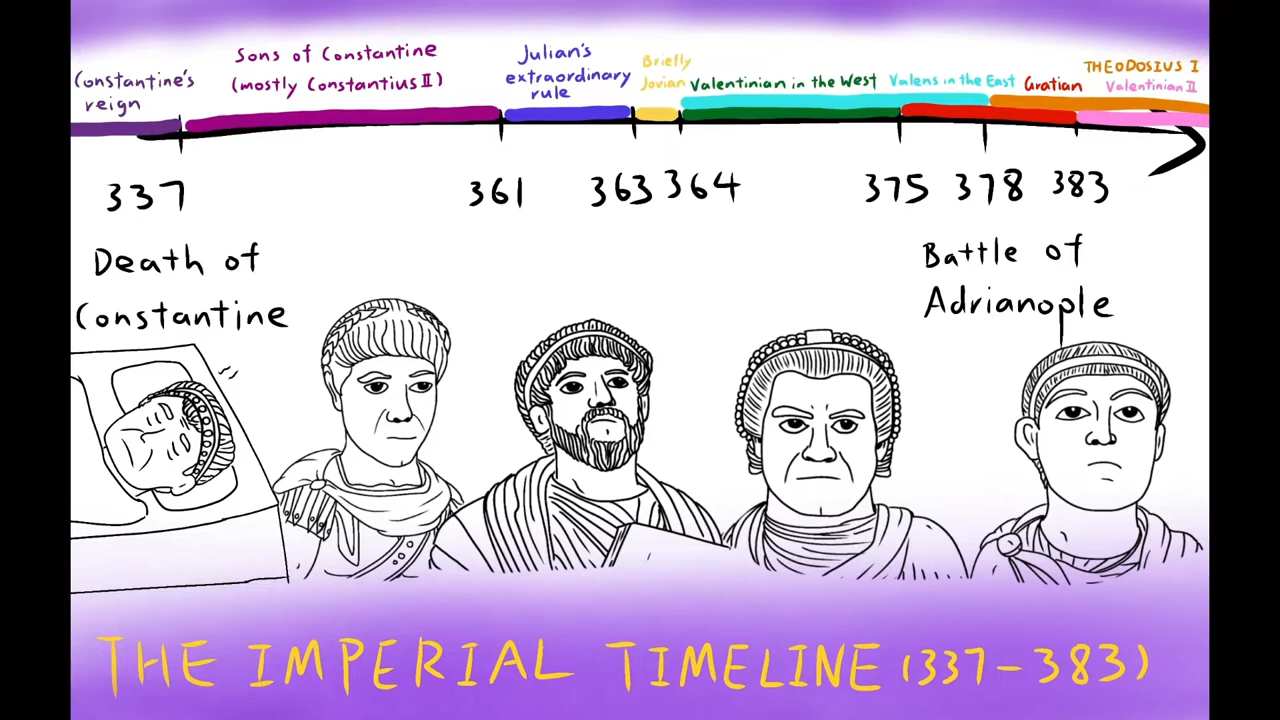 Constantine's
reign
Sons of Constantine
(mostly Constantius II)
Julian's
extraordinary
rule
Briefly
Jovian
Valentinian in the West
Valens in the East
Gratian
THEODOSIUS I
Valentinian II
337
361
363
364
375
378
383
Death of
Constantine
Battle of
Adrianople
THE IMPERIAL TIMELINE (337-383)